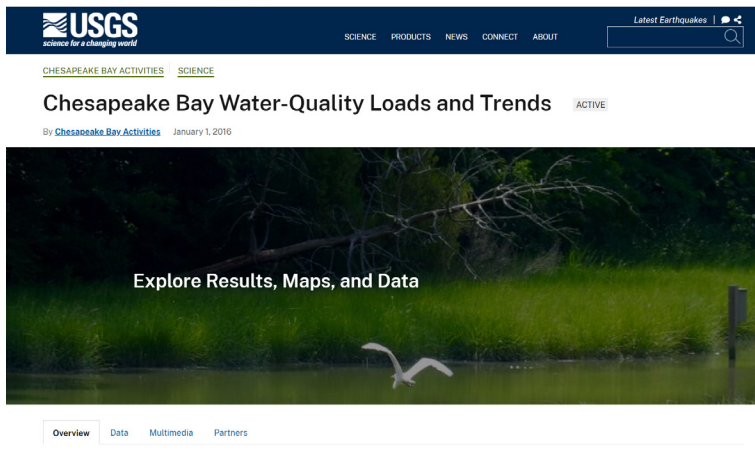 USGS
science for a changing world
Latest Earthquakes |
SCIENCE PRODUCTS NEWS CONNECT ABOUT
CHESAPEAKE BAY ACTIVITIES | SCIENCE
Chesapeake Bay Water-Quality Loads and Trends ACTIVE
By Chesapeake Bay Activities January 1, 2016
Explore Results, Maps, and Data
Overview Data Multimedia Partners